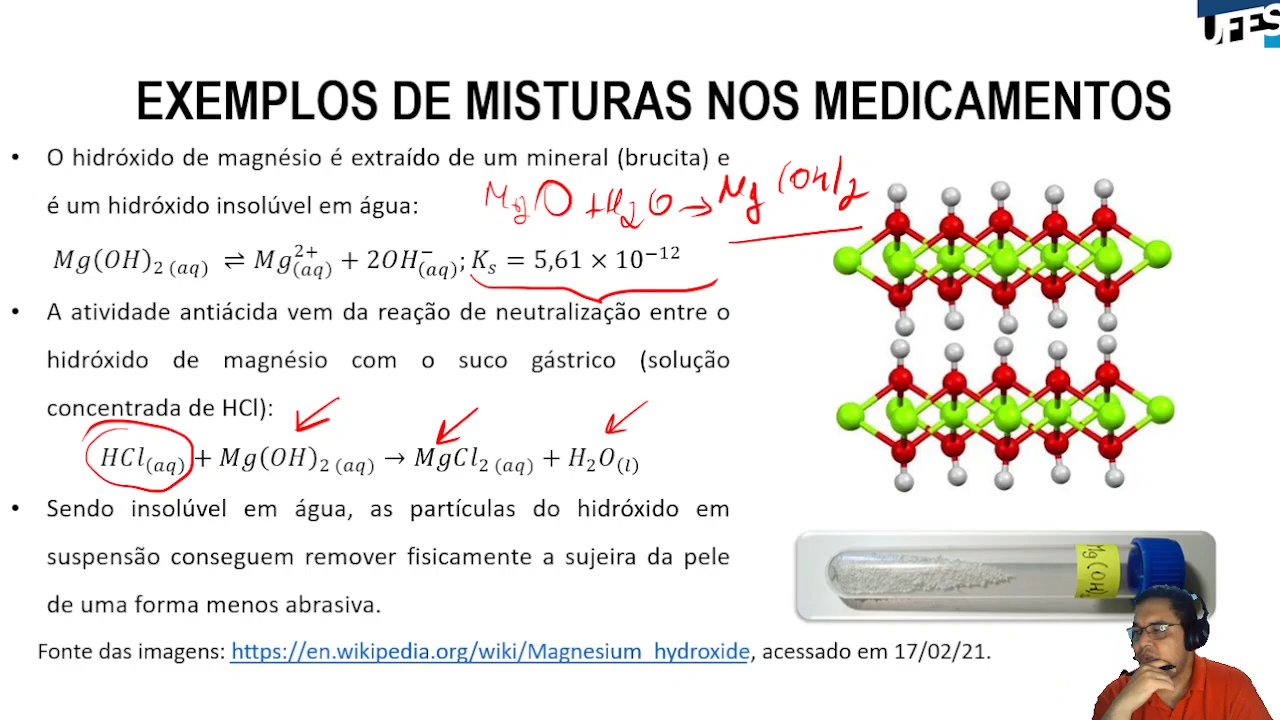 UFES
EXEMPLOS DE MISTURAS NOS MEDICAMENTOS
• O hidróxido de magnésio é extraído de um mineral (brucita) e
é um hidróxido insolúvel em água:
MgO + H₂O → Mg(OH)₂
Mg(OH)₂ (aq) ⇌ Mg²⁺(aq) + 2OH⁻(aq); Kₛ = 5,61 × 10⁻¹²
• A atividade antiácida vem da reação de neutralização entre o
hidróxido de magnésio com o suco gástrico (solução
concentrada de HCl):
HCl(aq) + Mg(OH)₂ (aq) → MgCl₂ (aq) + H₂O(l)
• Sendo insolúvel em água, as partículas do hidróxido em
suspensão conseguem remover fisicamente a sujeira da pele
de uma forma menos abrasiva.
Mg(OH)₂
Fonte das imagens: https://en.wikipedia.org/wiki/Magnesium_hydroxide, acessado em 17/02/21.